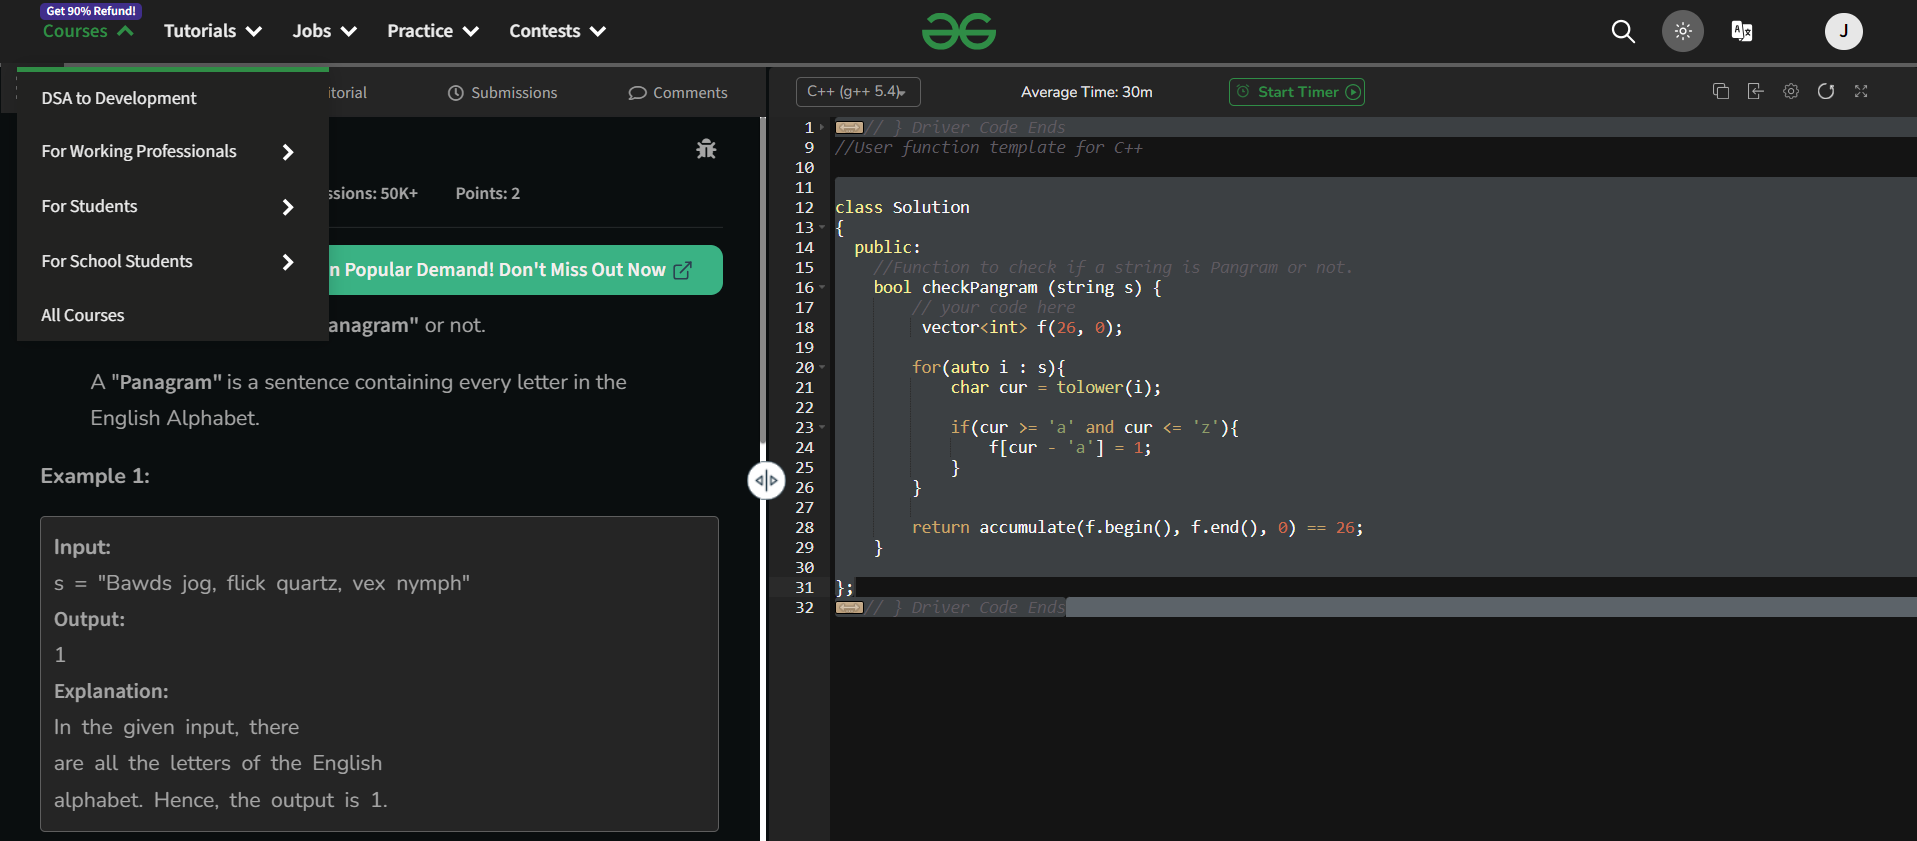 Get 90% Refund!
Courses Tutorials Jobs Practice Contests
J
DSA to Development
For Working Professionals
For Students
For School Students
All Courses
itorial Submissions Comments
ssions: 50K+ Points: 2
n Popular Demand! Don't Miss Out Now
anagram" or not.
A "Panagram" is a sentence containing every letter in the
English Alphabet.
Example 1:
Input:
s = "Bawds jog, flick quartz, vex nymph"
Output:
1
Explanation:
In the given input, there
are all the letters of the English
alphabet. Hence, the output is 1.
C++ (g++ 5.4) Average Time: 30m Start Timer
1 // } Driver Code Ends
9 //User function template for C++
10
11
12 class Solution
13 {
14 public:
15 //Function to check if a string is Pangram or not.
16 bool checkPangram (string s) {
17 // your code here
18 vector<int> f(26, 0);
19
20 for(auto i : s){
21 char cur = tolower(i);
22
23 if(cur >= 'a' and cur <= 'z'){
24 f[cur - 'a'] = 1;
25 }
26 }
27
28 return accumulate(f.begin(), f.end(), 0) == 26;
29 }
30
31 };
32 // } Driver Code Ends